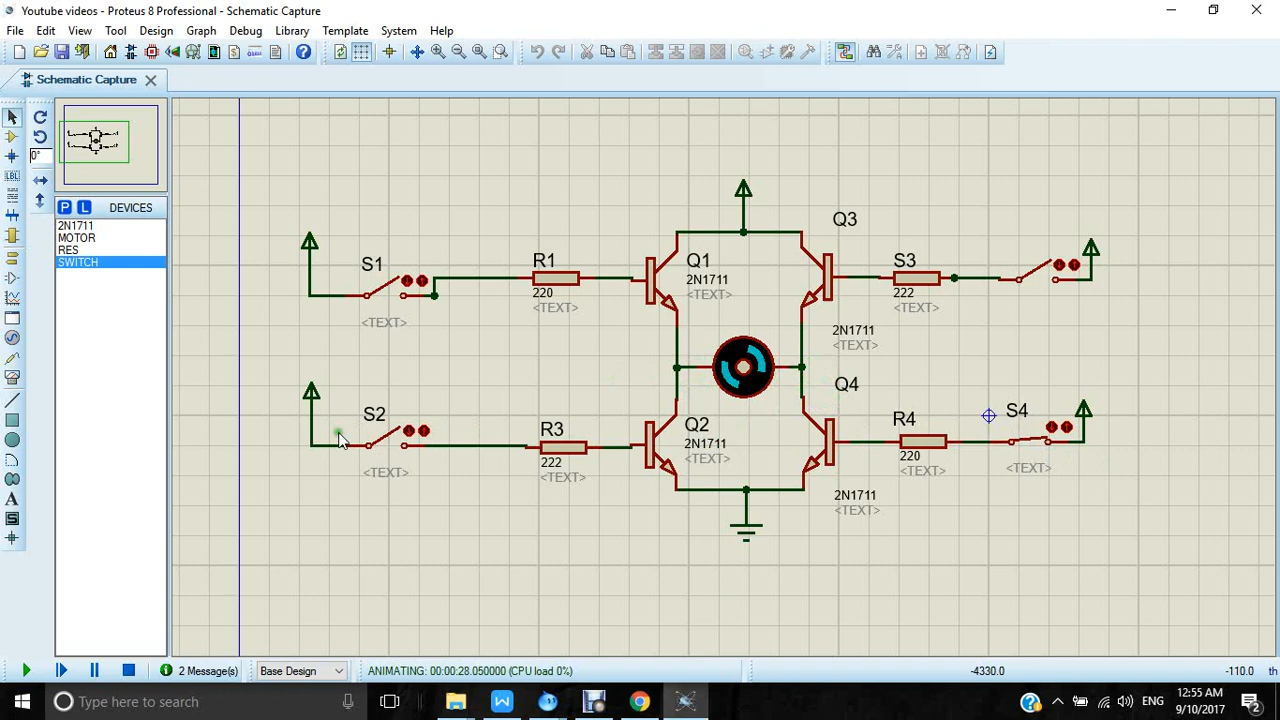 Youtube videos - Proteus 8 Professional - Schematic Capture
File Edit View Tool Design Graph Debug Library Template System Help
Schematic Capture
0°
P L DEVICES
2N1711
MOTOR
RES
SWITCH
LBL
A
S
Q3
S1
R1
220
<TEXT>
<TEXT>
Q1
2N1711
<TEXT>
S3
222
<TEXT>
2N1711
<TEXT>
S2
<TEXT>
R3
222
<TEXT>
Q2
2N1711
<TEXT>
Q4
R4
220
<TEXT>
S4
<TEXT>
2N1711
<TEXT>
2 Message(s)
Base Design
ANIMATING: 00:00:28.050000 (CPU load 0%)
-4330.0
-110.0
th
Type here to search
ENG
12:55 AM
9/10/2017
2